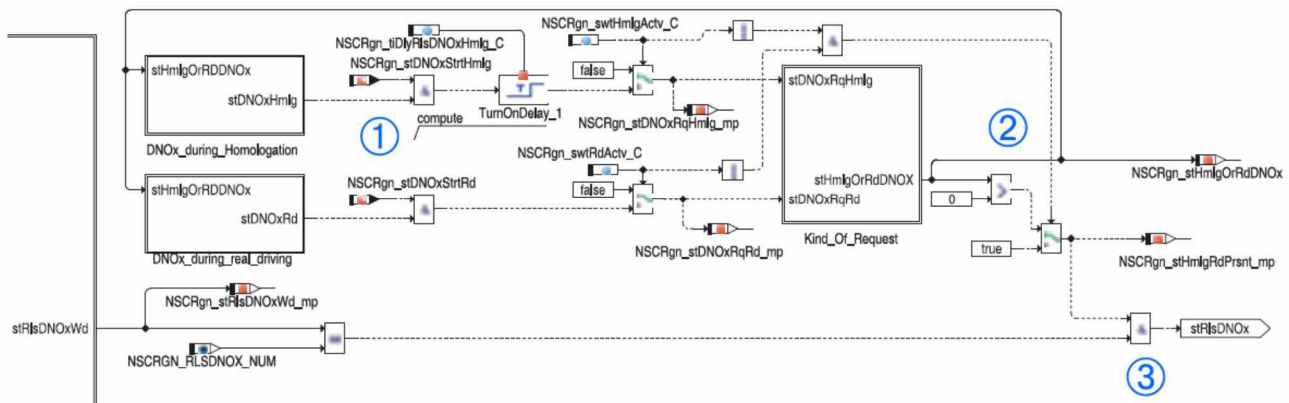 NSCRgn_swtHmlgActv_C
NSCRgn_tiDlyRlsDNOxHmlg_C
NSCRgn_stDNOxStrtHmlg
stHmlgOrRDDNOx
false
stDNOxRqHmlg
stDNOxHmlg
TurnOnDelay_1
compute
NSCRgn_stDNOxRqHmlg_mp
①
②
DNOx_during_Homologation
NSCRgn_swtRdActv_C
NSCRgn_stHmlgOrRdDNOx
stHmlgOrRDDNOx
NSCRgn_stDNOxStrtRd
false
stHmlgOrRdDNOX
stDNOxRqRd
0
stDNOxRd
Kind_Of_Request
true
NSCRgn_stDNOxRqRd_mp
DNOx_during_real_driving
NSCRgn_stHmlgRdPrsnt_mp
NSCRgn_stRlsDNOxWd_mp
stRlsDNOxWd
stRlsDNOx
NSCRGN_RLSDNOX_NUM
③